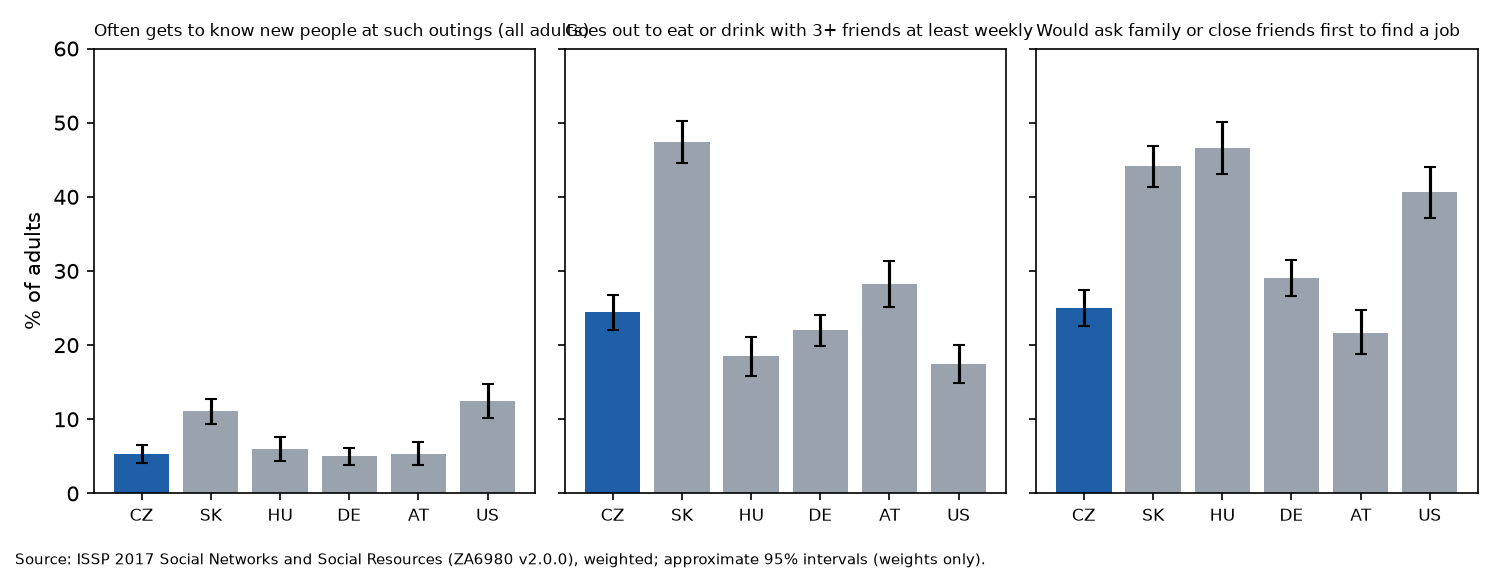 Often gets to know new people at such outings (all adults)
Goes out to eat or drink with 3+ friends at least weekly
Would ask family or close friends first to find a job
% of adults
60
50
40
30
20
10
0
CZ SK HU DE AT US
CZ SK HU DE AT US
CZ SK HU DE AT US
Source: ISSP 2017 Social Networks and Social Resources (ZA6980 v2.0.0), weighted; approximate 95% intervals (weights only).